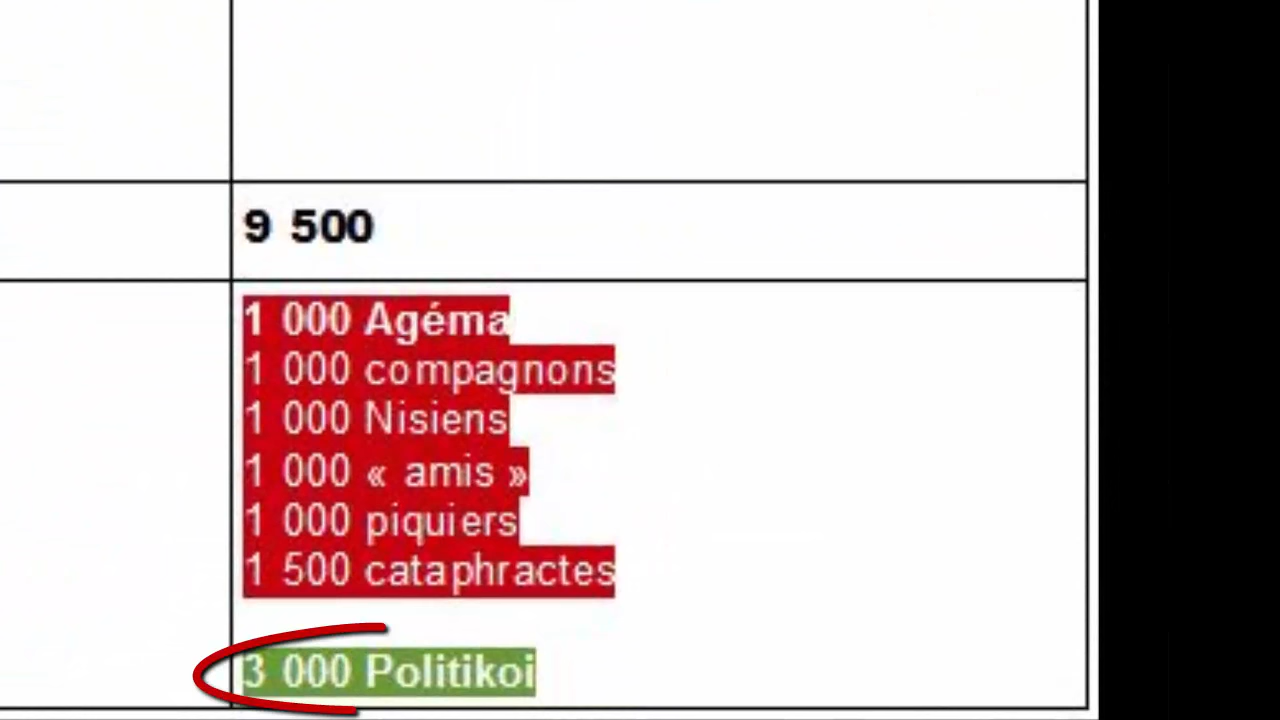 9 500
1 000 Agéma
1 000 compagnons
1 000 Nisiens
1 000 « amis »
1 000 piquiers
1 500 cataphractes
3 000 Politikoi